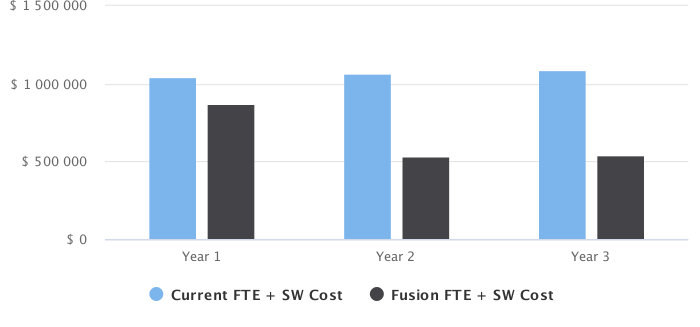 $ 1 500 000
$ 1 000 000
$ 500 000
$ 0
Year 1 Year 2 Year 3
Current FTE + SW Cost Fusion FTE + SW Cost